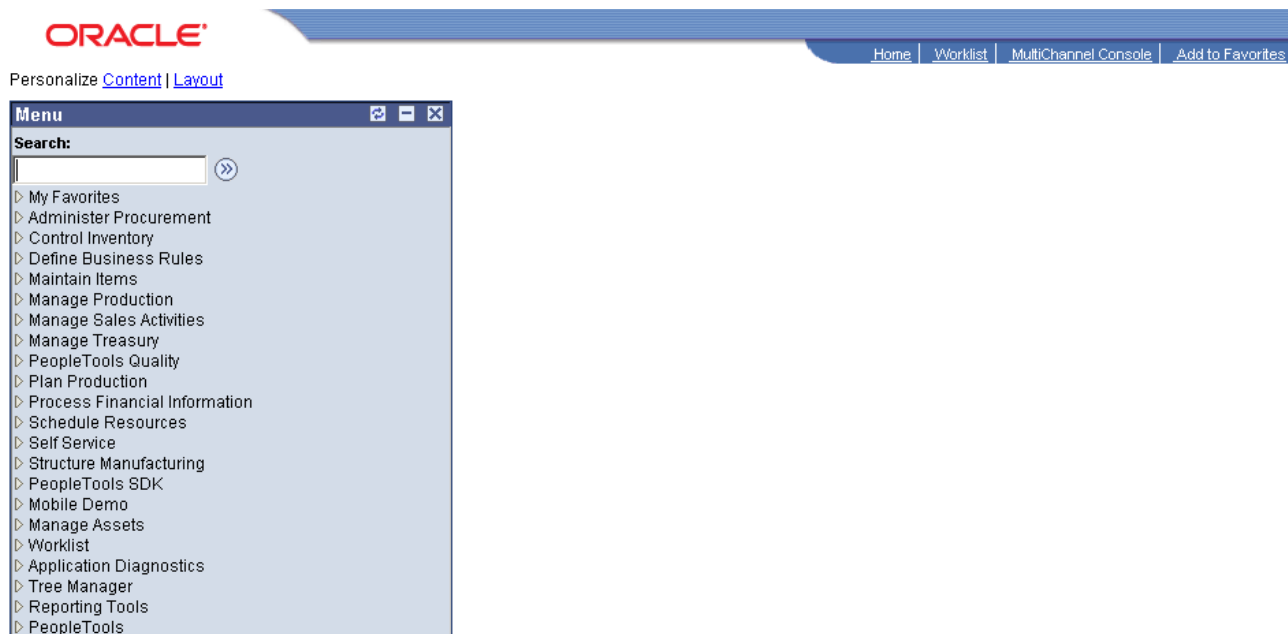 ORACLE
Home | Worklist | MultiChannel Console | Add to Favorites
Personalize Content | Layout
Menu
Search:
My Favorites
Administer Procurement
Control Inventory
Define Business Rules
Maintain Items
Manage Production
Manage Sales Activities
Manage Treasury
PeopleTools Quality
Plan Production
Process Financial Information
Schedule Resources
Self Service
Structure Manufacturing
PeopleTools SDK
Mobile Demo
Manage Assets
Worklist
Application Diagnostics
Tree Manager
Reporting Tools
PeopleTools